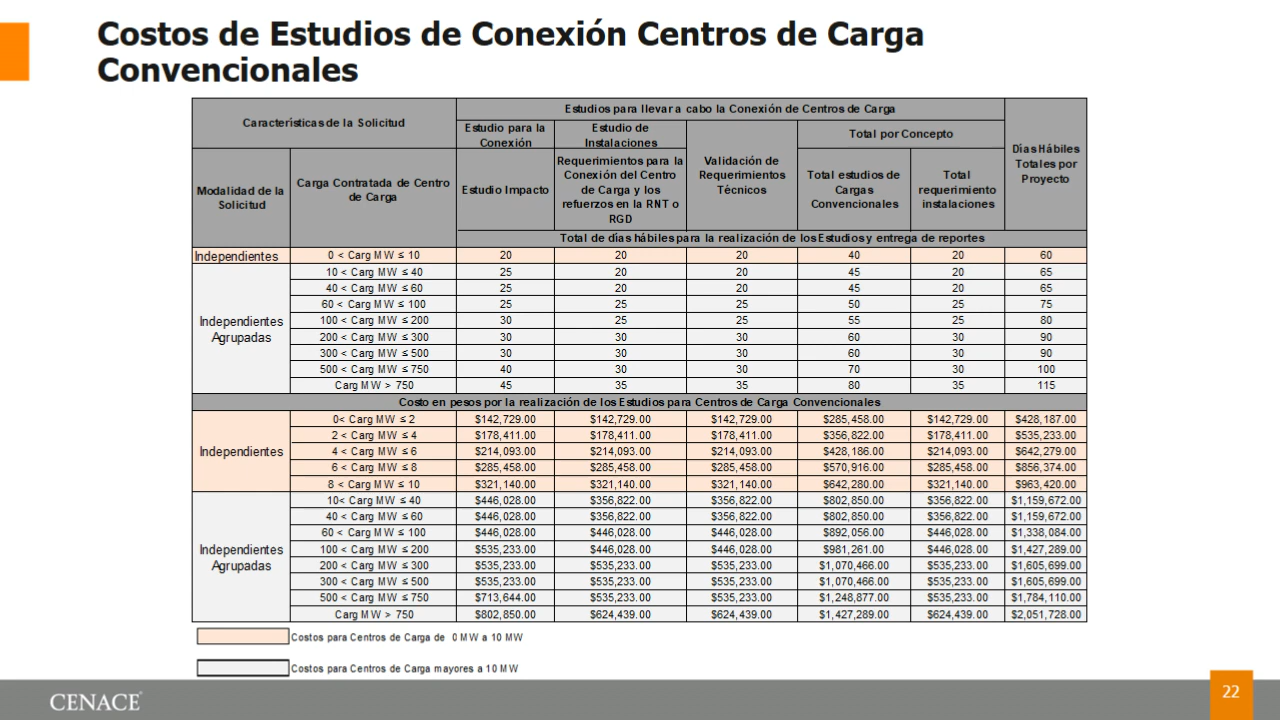 Costos de Estudios de Conexión Centros de Carga
Convencionales
Características de la Solicitud
Estudios para llevar a cabo la Conexión de Centros de Carga
Días Hábiles
Totales por
Proyecto
Estudio para la
Conexión
Estudio de
Instalaciones
Validación de
Requerimientos
Técnicos
Total por Concepto
Modalidad de la
Solicitud
Carga Contratada de Centro
de Carga
Estudio Impacto
Requerimientos para la
Conexión del Centro
de Carga y los
refuerzos en la RNT o
RGD
Total estudios de
Cargas
Convencionales
Total
requerimiento
instalaciones
Total de días hábiles para la realización de los Estudios y entrega de reportes
Independientes 0 < Carg MW ≤ 10 20 20 20 40 20 60
Independientes
Agrupadas
10 < Carg MW ≤ 40 25 20 20 45 20 65
40 < Carg MW ≤ 60 25 20 20 45 20 65
60 < Carg MW ≤ 100 25 25 25 50 25 75
100 < Carg MW ≤ 200 30 25 25 55 25 80
200 < Carg MW ≤ 300 30 30 30 60 30 90
300 < Carg MW ≤ 500 30 30 30 60 30 90
500 < Carg MW ≤ 750 40 30 30 70 30 100
Carg MW > 750 45 35 35 80 35 115
Costo en pesos por la realización de los Estudios para Centros de Carga Convencionales
Independientes
0< Carg MW ≤ 2 $142,729.00 $142,729.00 $142,729.00 $285,458.00 $142,729.00 $428,187.00
2 < Carg MW ≤ 4 $178,411.00 $178,411.00 $178,411.00 $356,822.00 $178,411.00 $535,233.00
4 < Carg MW ≤ 6 $214,093.00 $214,093.00 $214,093.00 $428,186.00 $214,093.00 $642,279.00
6 < Carg MW ≤ 8 $285,458.00 $285,458.00 $285,458.00 $570,916.00 $285,458.00 $856,374.00
8 < Carg MW ≤ 10 $321,140.00 $321,140.00 $321,140.00 $642,280.00 $321,140.00 $963,420.00
Independientes
Agrupadas
10< Carg MW ≤ 40 $446,028.00 $356,822.00 $356,822.00 $802,850.00 $356,822.00 $1,159,672.00
40 < Carg MW ≤ 60 $446,028.00 $356,822.00 $356,822.00 $802,850.00 $356,822.00 $1,159,672.00
60 < Carg MW ≤ 100 $446,028.00 $446,028.00 $446,028.00 $892,056.00 $446,028.00 $1,338,084.00
100 < Carg MW ≤ 200 $535,233.00 $446,028.00 $446,028.00 $981,261.00 $446,028.00 $1,427,289.00
200 < Carg MW ≤ 300 $535,233.00 $535,233.00 $535,233.00 $1,070,466.00 $535,233.00 $1,605,699.00
300 < Carg MW ≤ 500 $535,233.00 $535,233.00 $535,233.00 $1,070,466.00 $535,233.00 $1,605,699.00
500 < Carg MW ≤ 750 $713,644.00 $535,233.00 $535,233.00 $1,248,877.00 $535,233.00 $1,784,110.00
Carg MW > 750 $802,850.00 $624,439.00 $624,439.00 $1,427,289.00 $624,439.00 $2,051,728.00
Costos para Centros de Carga de 0 MW a 10 MW
Costos para Centros de Carga mayores a 10 MW
CENACE
22